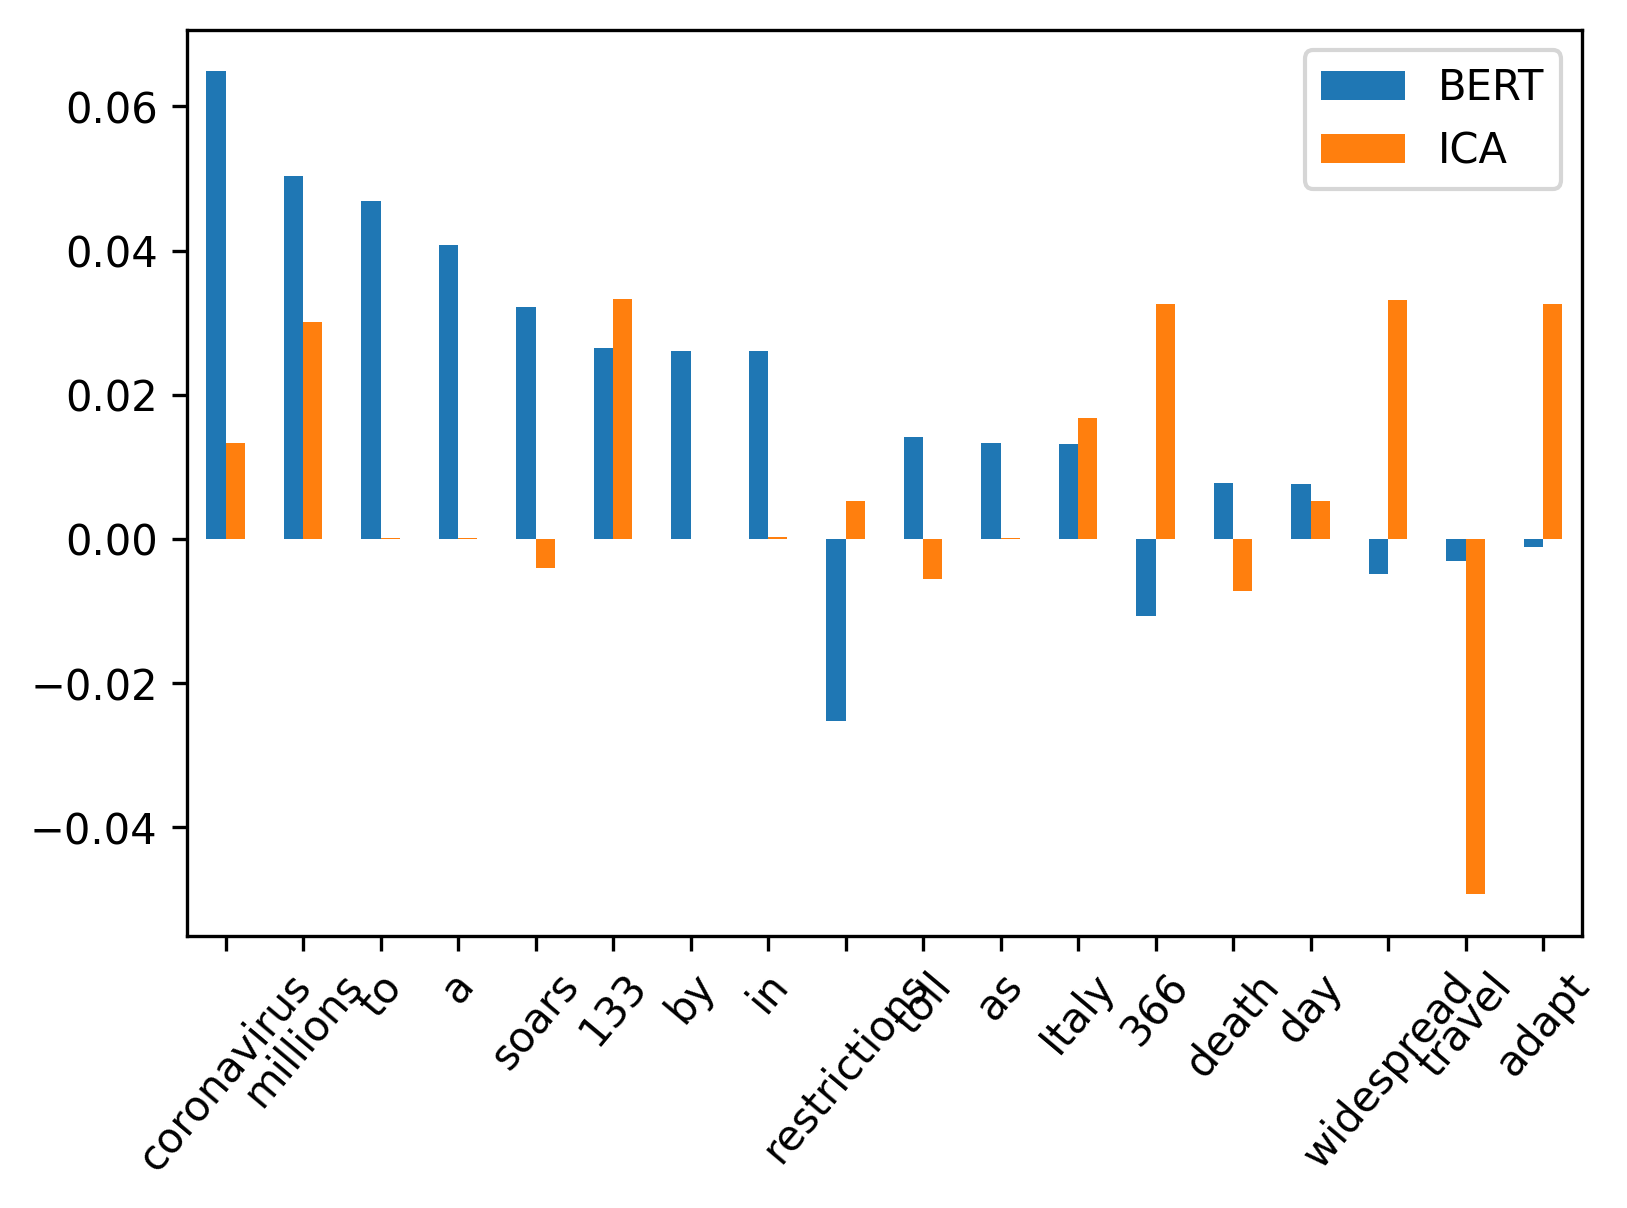 BERT
ICA
0.06
0.04
0.02
0.00
−0.02
−0.04
coronavirus
millions
to
a
soars
133
by
in
restrictions
toll
as
Italy
366
death
day
widespread
travel
adapt